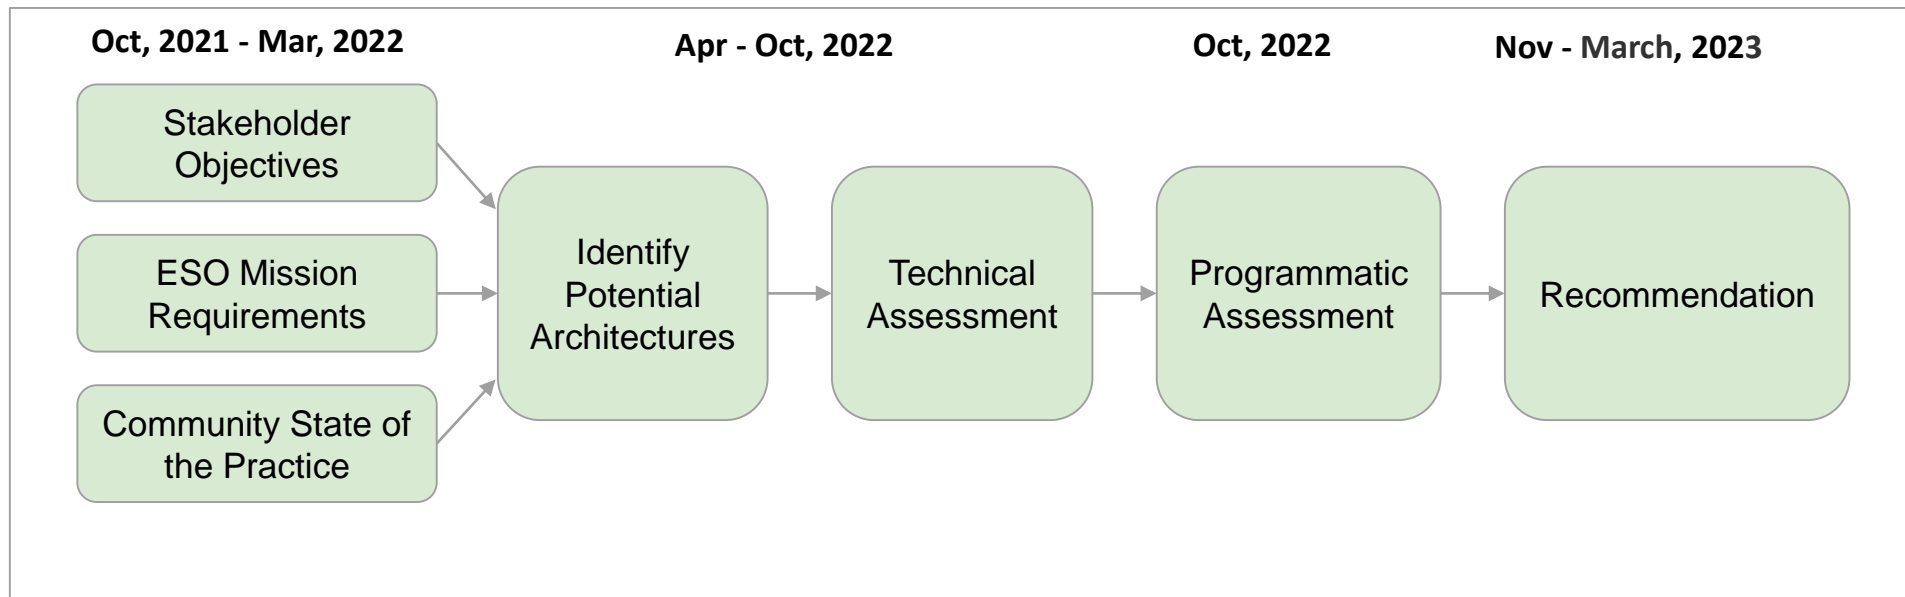 Oct, 2021 - Mar, 2022
Apr - Oct, 2022
Oct, 2022
Nov - March, 2023
Stakeholder
Objectives
ESO Mission
Requirements
Community State of
the Practice
Identify
Potential
Architectures
Technical
Assessment
Programmatic
Assessment
Recommendation